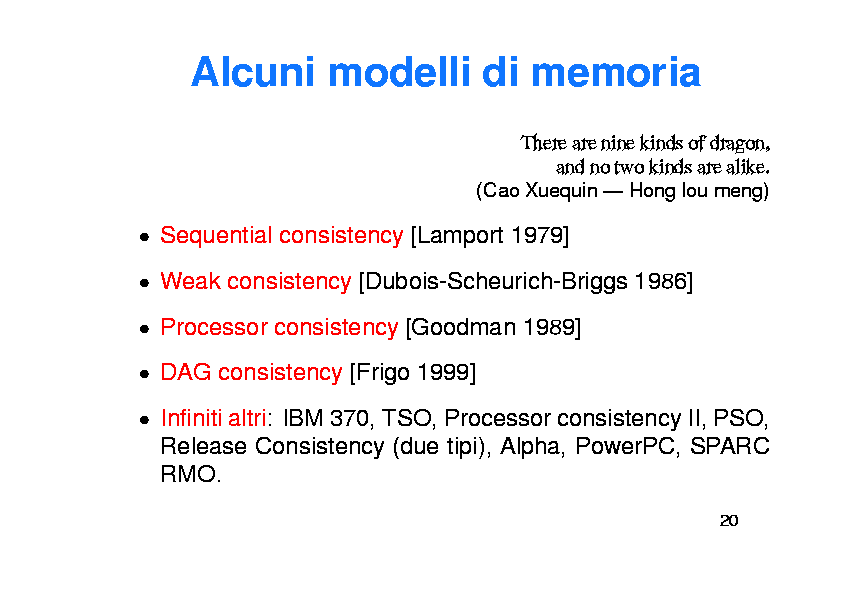 Alcuni modelli di memoria
There are nine kinds of dragon,
and no two kinds are alike.
(Cao Xuequin — Hong lou meng)
• Sequential consistency [Lamport 1979]
• Weak consistency [Dubois-Scheurich-Briggs 1986]
• Processor consistency [Goodman 1989]
• DAG consistency [Frigo 1999]
• Infiniti altri: IBM 370, TSO, Processor consistency II, PSO,
Release Consistency (due tipi), Alpha, PowerPC, SPARC
RMO.
20